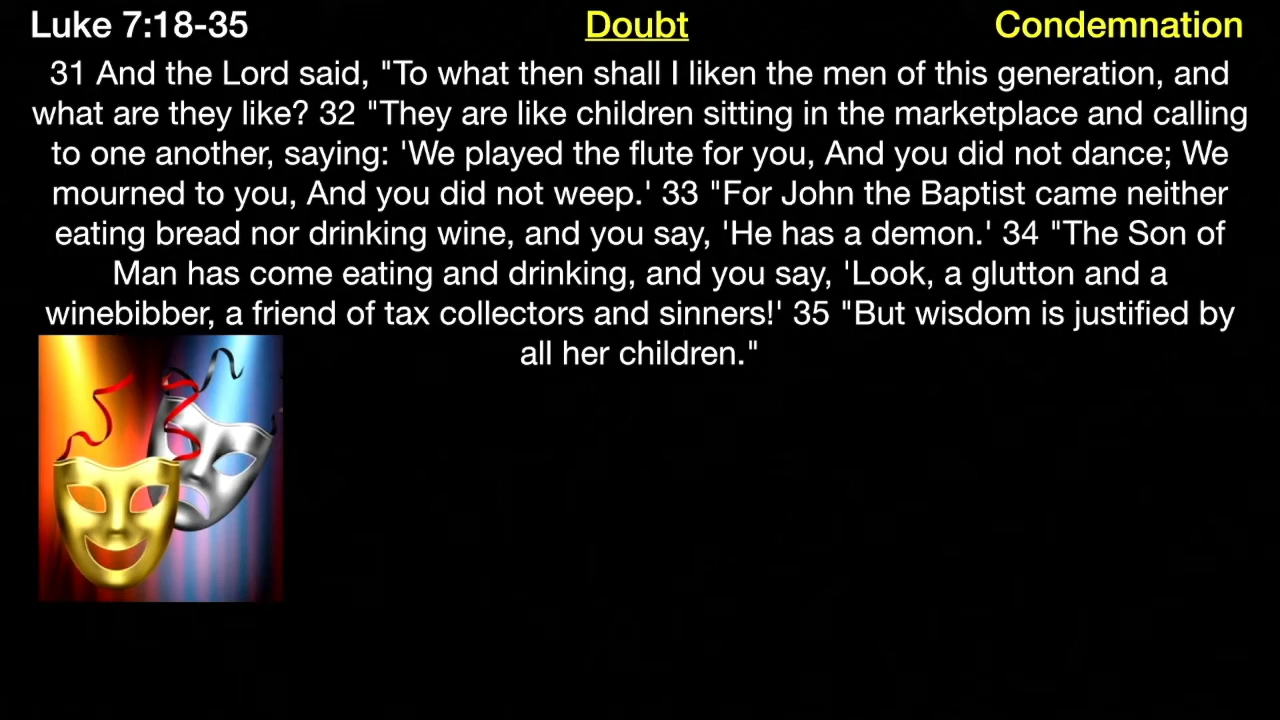 Luke 7:18-35 Doubt Condemnation
31 And the Lord said, "To what then shall I liken the men of this generation, and
what are they like? 32 "They are like children sitting in the marketplace and calling
to one another, saying: 'We played the flute for you, And you did not dance; We
mourned to you, And you did not weep.' 33 "For John the Baptist came neither
eating bread nor drinking wine, and you say, 'He has a demon.' 34 "The Son of
Man has come eating and drinking, and you say, 'Look, a glutton and a
winebibber, a friend of tax collectors and sinners!' 35 "But wisdom is justified by
all her children."